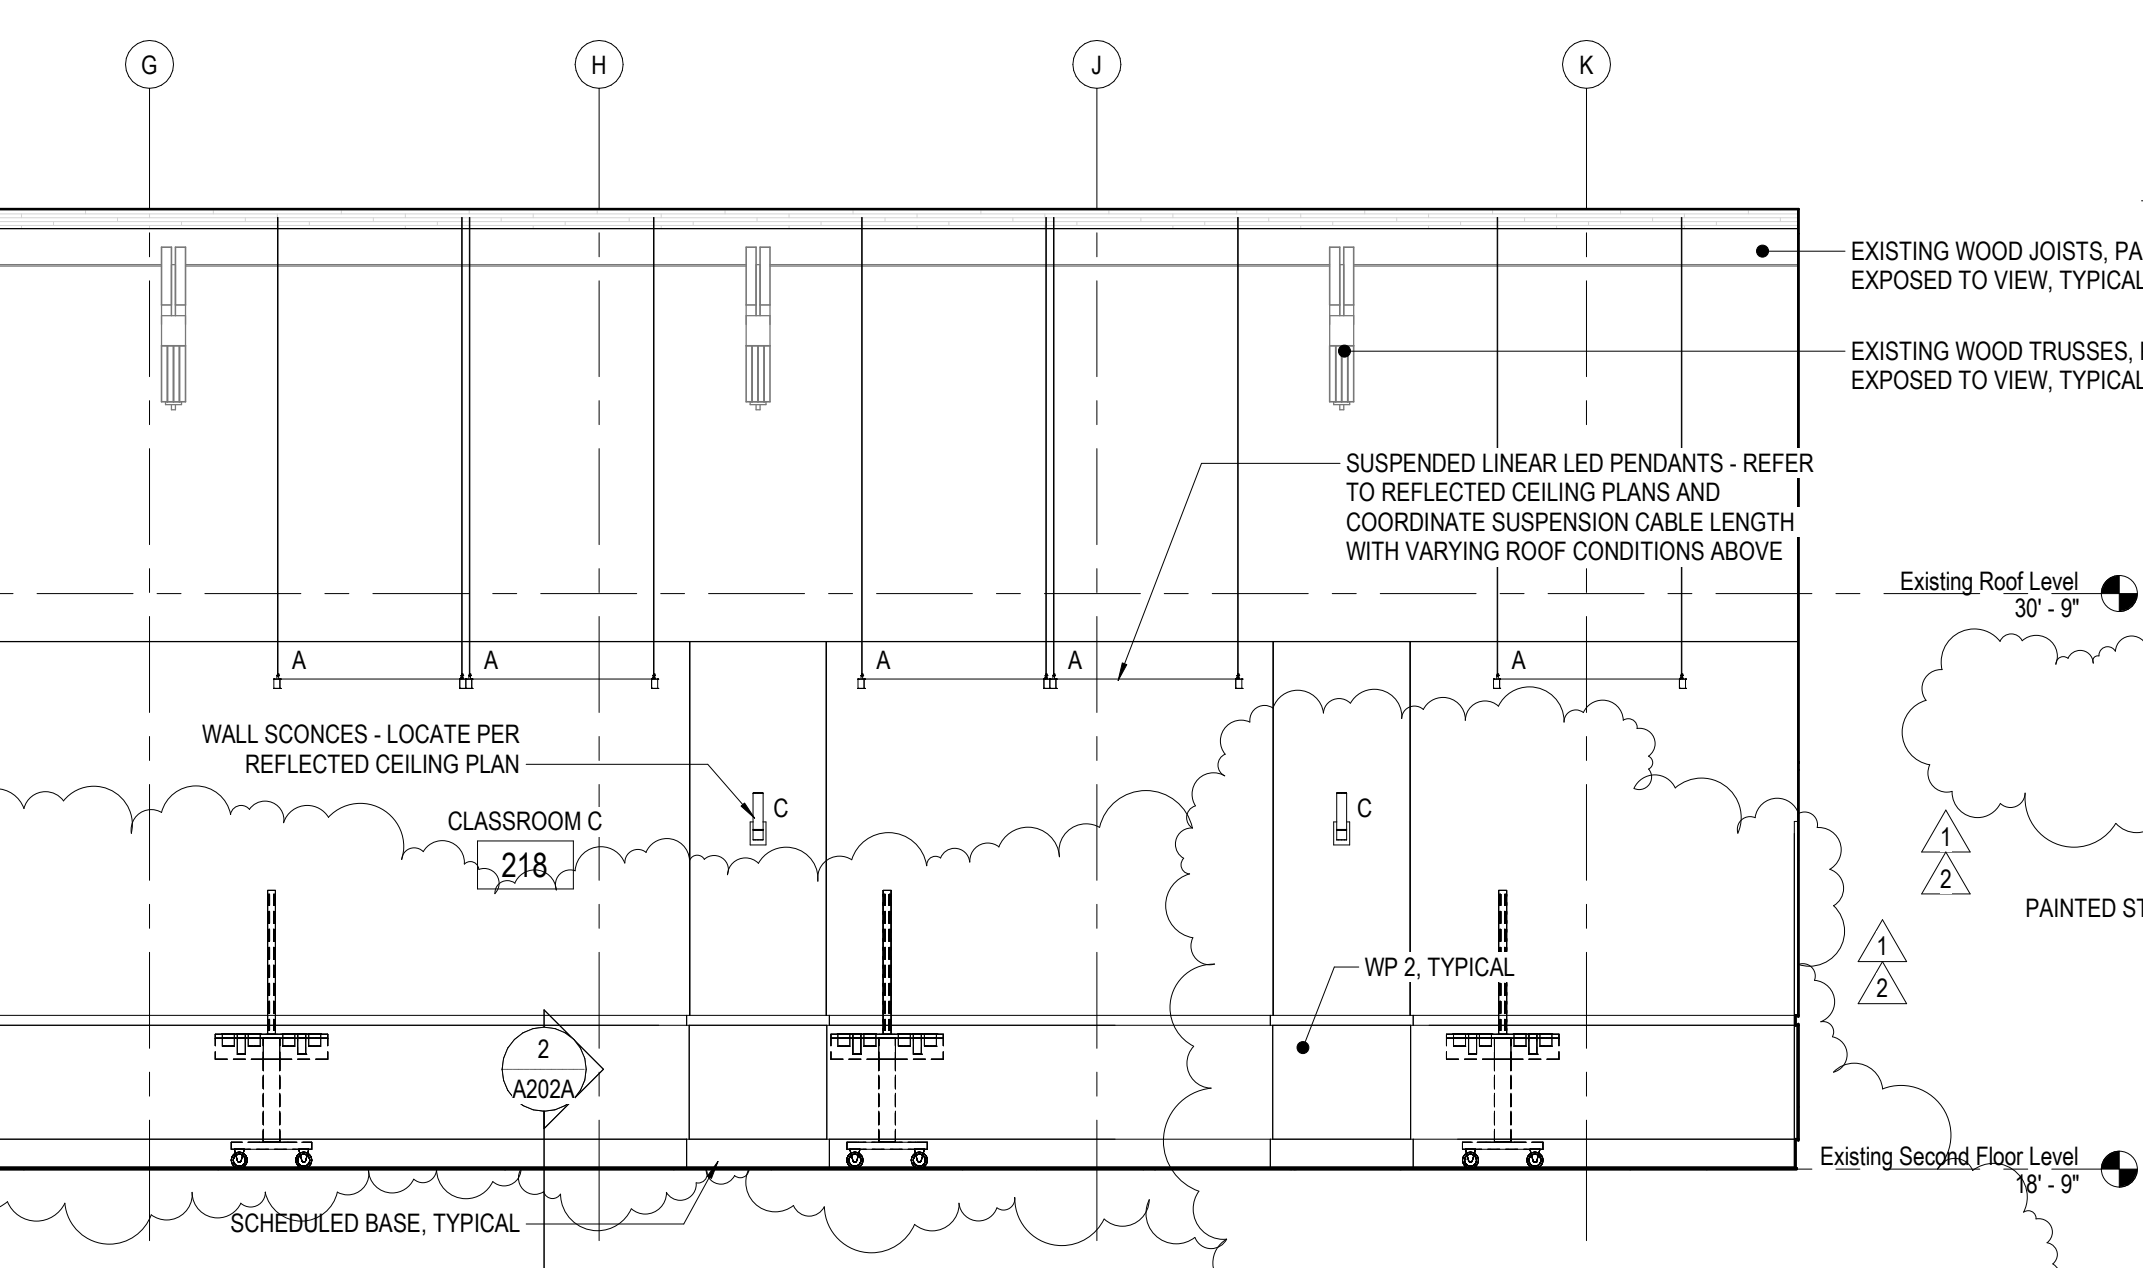 G
H
J
K
EXISTING WOOD JOISTS, PA
EXPOSED TO VIEW, TYPICAL
EXISTING WOOD TRUSSES,
EXPOSED TO VIEW, TYPICAL
SUSPENDED LINEAR LED PENDANTS - REFER
TO REFLECTED CEILING PLANS AND
COORDINATE SUSPENSION CABLE LENGTH
WITH VARYING ROOF CONDITIONS ABOVE
Existing Roof Level
30' - 9"
A
A
A
A
A
WALL SCONCES - LOCATE PER
REFLECTED CEILING PLAN
C
C
CLASSROOM C
218
1
2
PAINTED ST
1
2
WP 2, TYPICAL
2
A202A
Existing Second Floor Level
18' - 9"
SCHEDULED BASE, TYPICAL